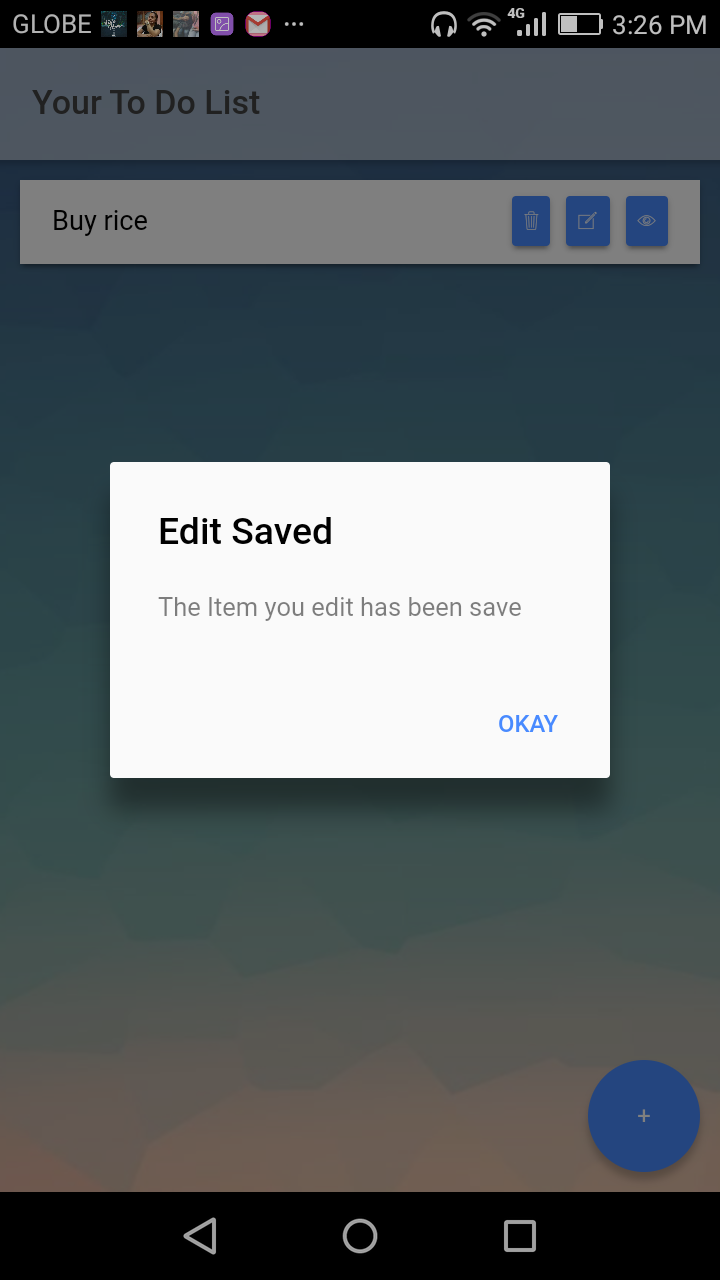 GLOBE 4G 3:26 PM
Your To Do List
Buy rice
Edit Saved
The Item you edit has been save
OKAY
+